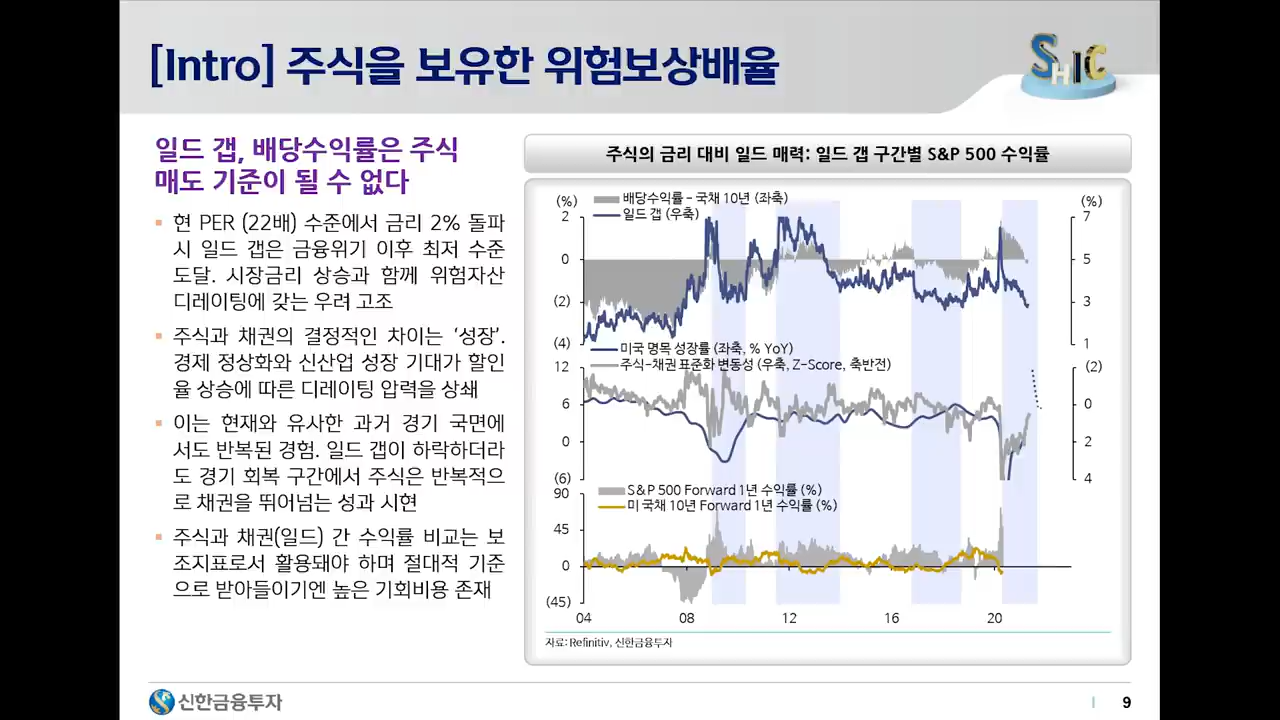 [Intro] 주식을 보유한 위험보상배율
SHIC
일드 갭, 배당수익률은 주식
매도 기준이 될 수 없다
현 PER (22배) 수준에서 금리 2% 돌파
시 일드 갭은 금융위기 이후 최저 수준
도달. 시장금리 상승과 함께 위험자산
디레이팅에 갖는 우려 고조
주식과 채권의 결정적인 차이는 ‘성장’.
경제 정상화와 신산업 성장 기대가 할인
율 상승에 따른 디레이팅 압력을 상쇄
이는 현재와 유사한 과거 경기 국면에
서도 반복된 경험. 일드 갭이 하락하더라
도 경기 회복 구간에서 주식은 반복적으
로 채권을 뛰어넘는 성과 시현
주식과 채권(일드) 간 수익률 비교는 보
조지표로서 활용돼야 하며 절대적 기준
으로 받아들이기엔 높은 기회비용 존재
주식의 금리 대비 일드 매력: 일드 갭 구간별 S&P 500 수익률
(%) 배당수익률 – 국채 10년 (좌축) (%)
일드 갭 (우축)
2 7
0 5
(2) 3
(4) 1
미국 명목 성장률 (좌축, % YoY)
주식-채권 표준화 변동성 (우축, Z-Score, 축반전)
12 (2)
6 0
0 2
(6) 4
S&P 500 Forward 1년 수익률 (%)
미 국채 10년 Forward 1년 수익률 (%)
90
45
0
(45)
04 08 12 16 20
자료: Refinitiv, 신한금융투자
신한금융투자
9